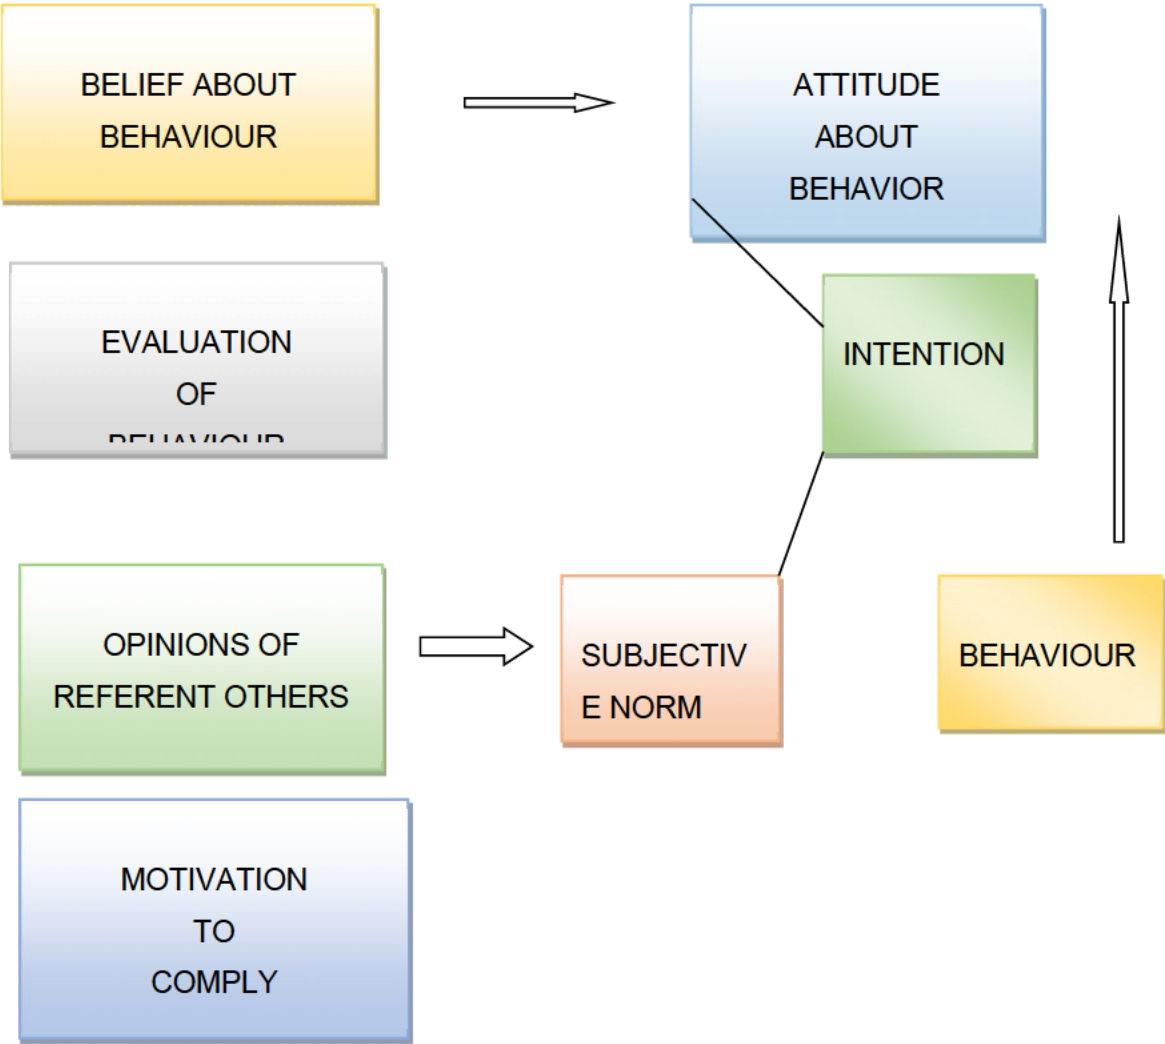 BELIEF ABOUT
BEHAVIOUR
ATTITUDE
ABOUT
BEHAVIOR
EVALUATION
OF
BEHAVIOUR
INTENTION
OPINIONS OF
REFERENT OTHERS
SUBJECTIV
E NORM
BEHAVIOUR
MOTIVATION
TO
COMPLY